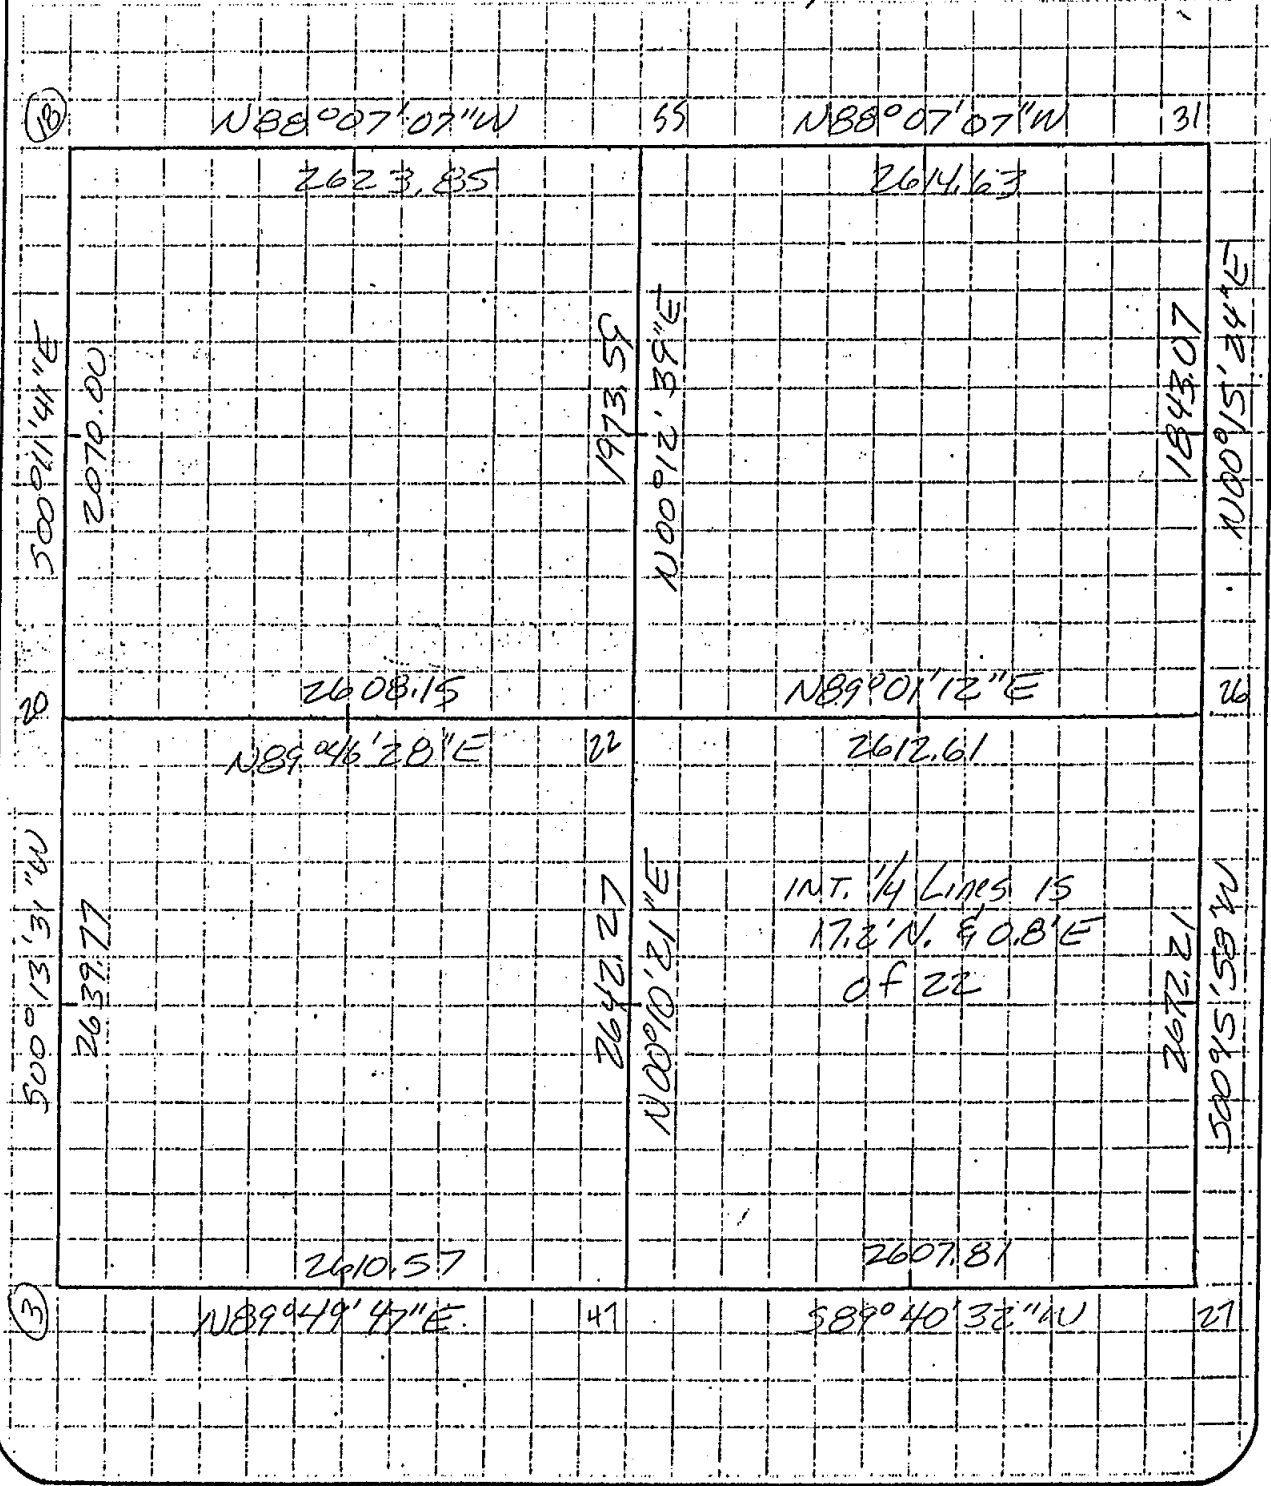 18 N88°07'07"W 55 N88°07'07"W 31
2623.85 2614.63
S00°11'41"E
2070.00
1973.59
N00°12'39"E
1843.07
N00°15'24"E
20 2608.15 N89°01'12"E 26
N89°46'28"E 22 2612.61
S00°13'31"W
2639.77
2642.27
N00°10'21"E
INT. 1/4 Lines is
17.2'N. & 0.8'E
of 22
2672.21
S00°15'58"W
2610.57 2607.81
3 N89°49'47"E 47 S89°40'32"W 27